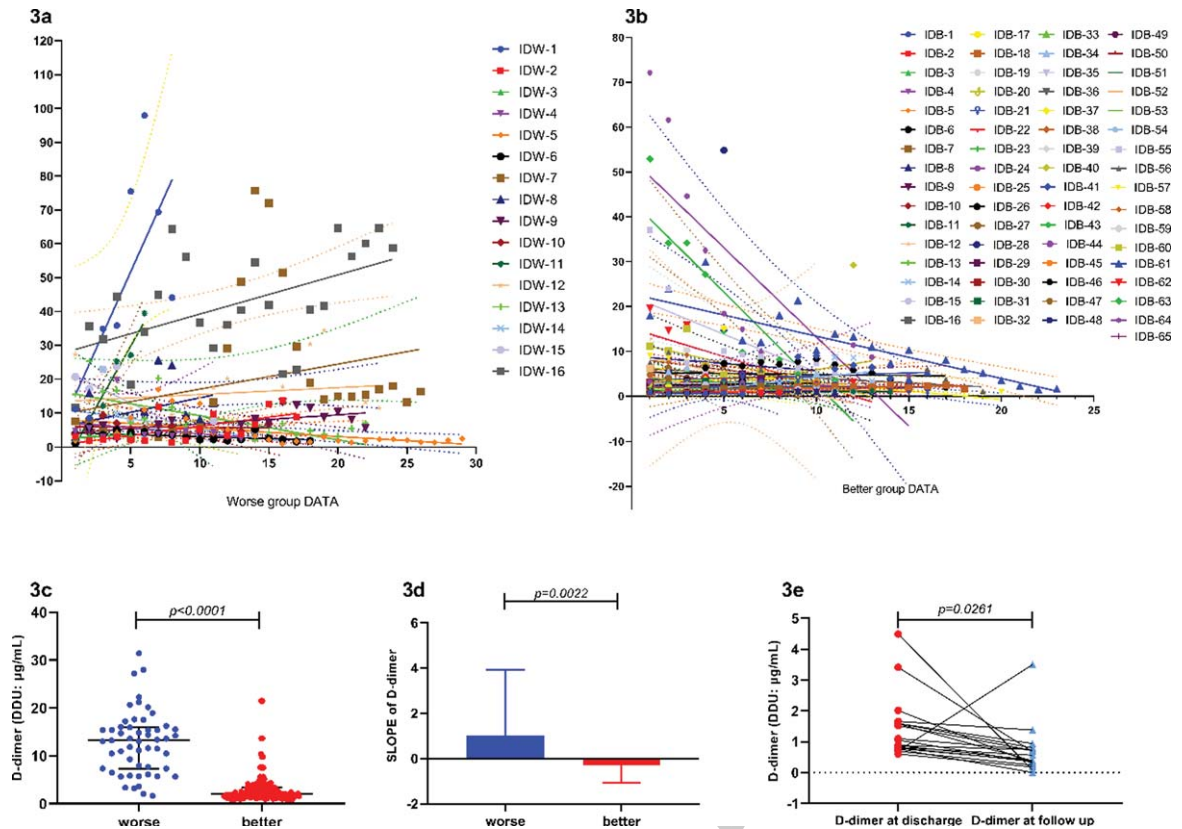 3a
120
110
100
90
80
70
60
50
40
30
20
10
0
-10
5
10
15
20
25
30
Worse group DATA
IDW-1
IDW-2
IDW-3
IDW-4
IDW-5
IDW-6
IDW-7
IDW-8
IDW-9
IDW-10
IDW-11
IDW-12
IDW-13
IDW-14
IDW-15
IDW-16
3b
80
70
60
50
40
30
20
10
0
-10
-20
5
10
15
20
25
Better group DATA
IDB-1
IDB-2
IDB-3
IDB-4
IDB-5
IDB-6
IDB-7
IDB-8
IDB-9
IDB-10
IDB-11
IDB-12
IDB-13
IDB-14
IDB-15
IDB-16
IDB-17
IDB-18
IDB-19
IDB-20
IDB-21
IDB-22
IDB-23
IDB-24
IDB-25
IDB-26
IDB-27
IDB-28
IDB-29
IDB-30
IDB-31
IDB-32
IDB-33
IDB-34
IDB-35
IDB-36
IDB-37
IDB-38
IDB-39
IDB-40
IDB-41
IDB-42
IDB-43
IDB-44
IDB-45
IDB-46
IDB-47
IDB-48
IDB-49
IDB-50
IDB-51
IDB-52
IDB-53
IDB-54
IDB-55
IDB-56
IDB-57
IDB-58
IDB-59
IDB-60
IDB-61
IDB-62
IDB-63
IDB-64
IDB-65
3c
p<0.0001
D-dimer (DDU: µg/mL)
40
30
20
10
0
worse
better
3d
p=0.0022
SLOPE of D-dimer
6
4
2
0
-2
worse
better
3e
p=0.0261
D-dimer (DDU: µg/mL)
5
4
3
2
1
0
-1
D-dimer at discharge
D-dimer at follow up